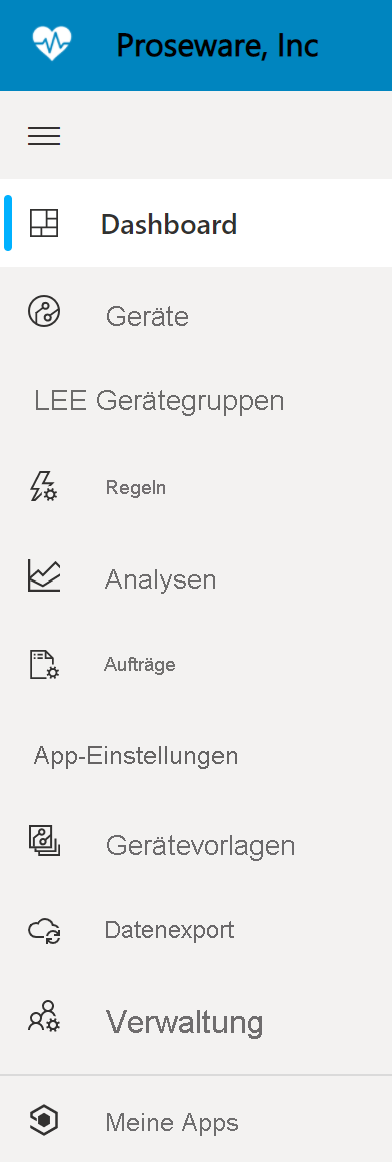 Proseware, Inc
Dashboard
Geräte
LEE Gerätegruppen
Regeln
Analysen
Aufträge
App-Einstellungen
Gerätevorlagen
Datenexport
Verwaltung
Meine Apps